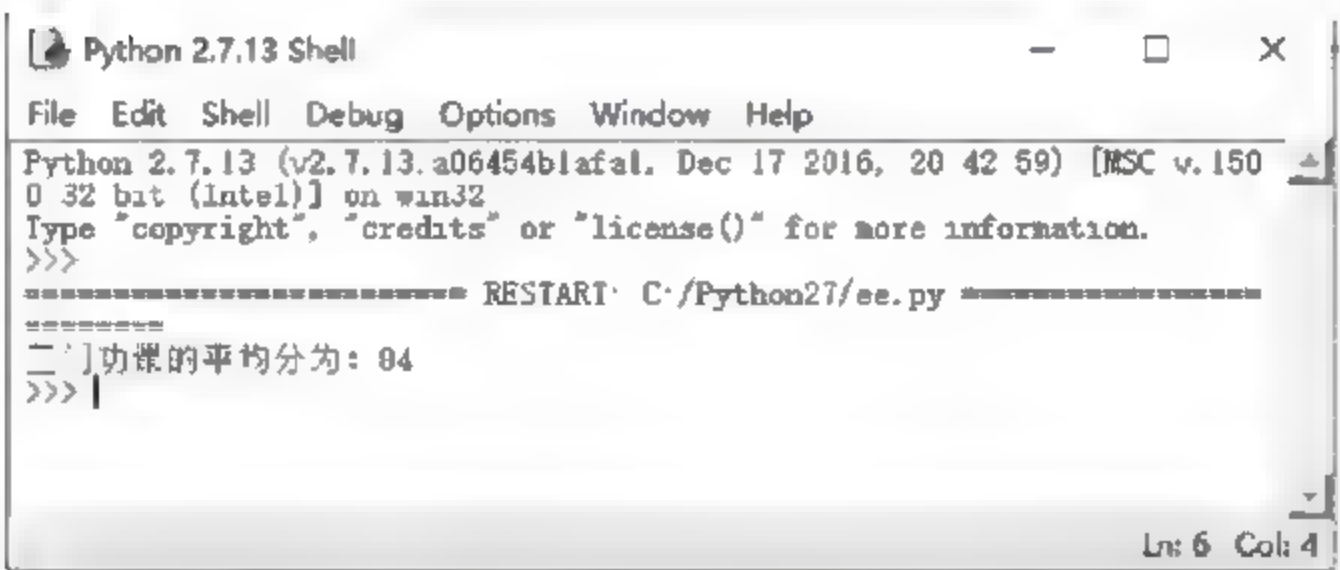 Python 2.7.13 Shell
File Edit Shell Debug Options Window Help
Python 2.7.13 (v2.7.13.a06454b1afa1, Dec 17 2016, 20 42 59) [MSC v.150
0 32 bit (Intel)] on win32
Type "copyright", "credits" or "license()" for more information.
>>>
========================= RESTART: C:/Python27/ee.py =================
========
功课的平均分为: 84
>>>
Ln: 6 Col: 4